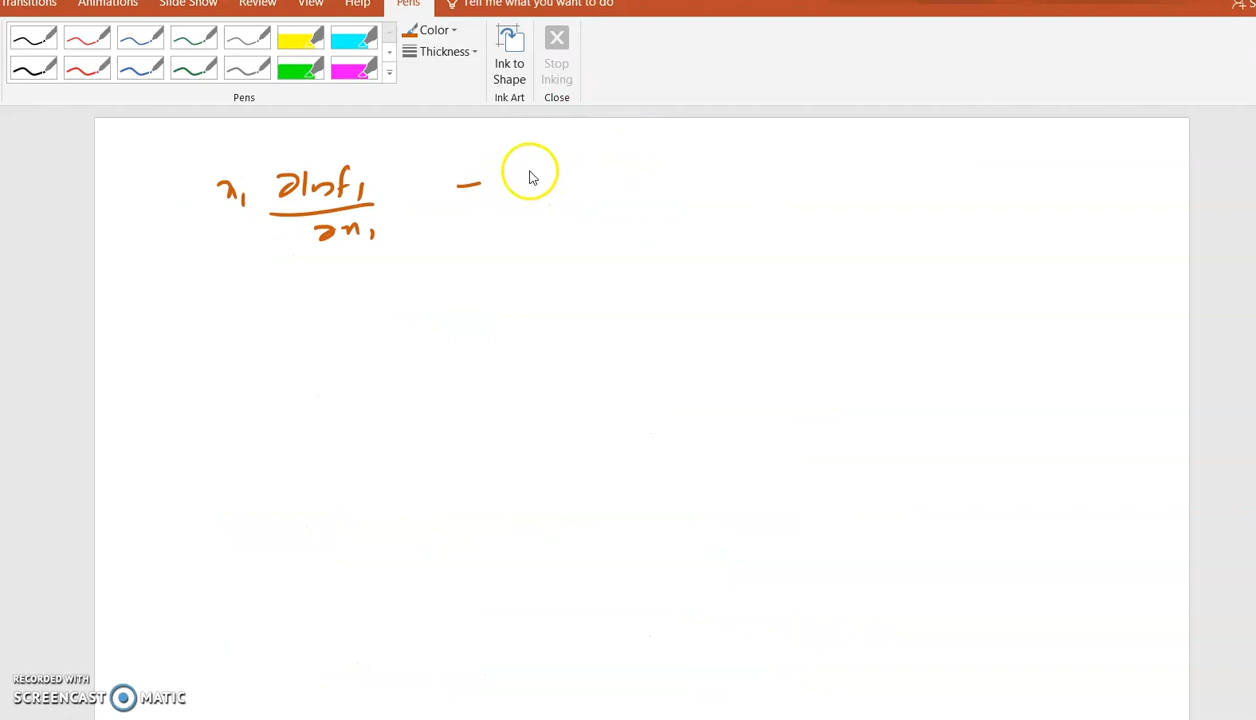 Transitions Animations Slide Show Review View Help Pens Tell me what you want to do S
Color
Thickness
Ink to Shape
Stop Inking
Pens Ink Art Close
x₁ ∂lnf₁ −
∂x₁
RECORDED WITH
SCREENCAST MATIC